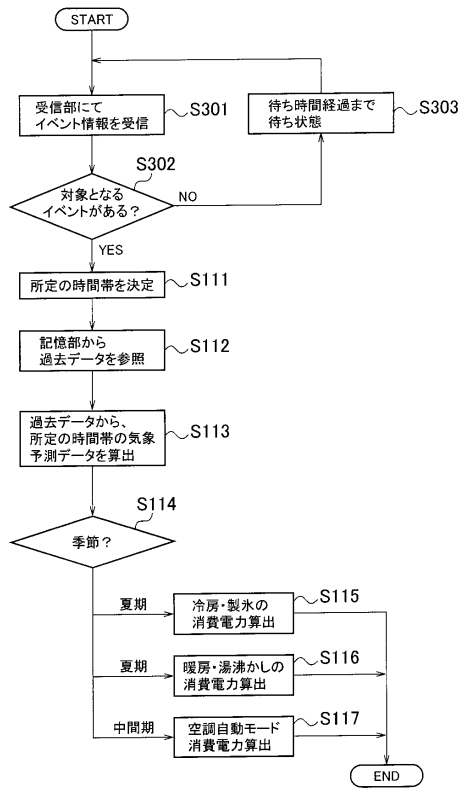 START
受信部にて
イベント情報を受信
S301
待ち時間経過まで
待ち状態
S303
S302
対象となる
イベントがある?
NO
YES
所定の時間帯を決定
S111
記憶部から
過去データを参照
S112
過去データから、
所定の時間帯の気象
予測データを算出
S113
S114
季節?
夏期
冷房・製氷の
消費電力算出
S115
夏期
暖房・湯沸かしの
消費電力算出
S116
中間期
空調自動モード
消費電力算出
S117
END